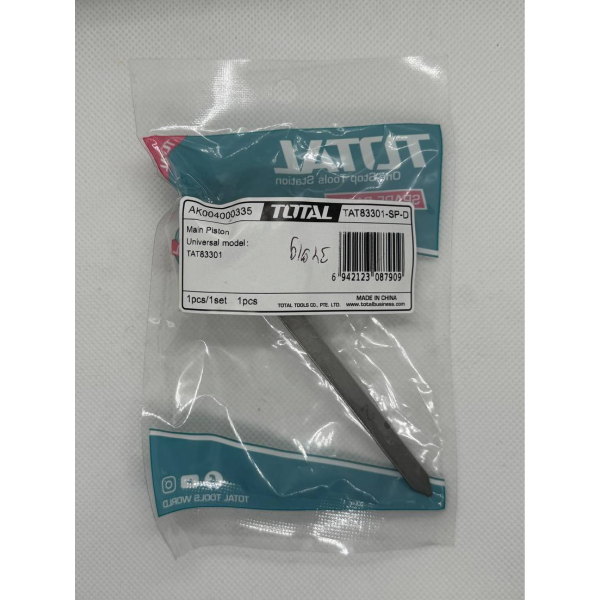 TOTAL
One-Stop Tools Station
AK004000335 TOTAL TAT83301-SP-D
Main Piston
Universal model:
TAT83301
6 942123 087909
1pcs/1set 1pcs
TOTAL TOOLS CO., PTE. LTD.
MADE IN CHINA
www.totalbusiness.com
TOTAL TOOLS WORLD